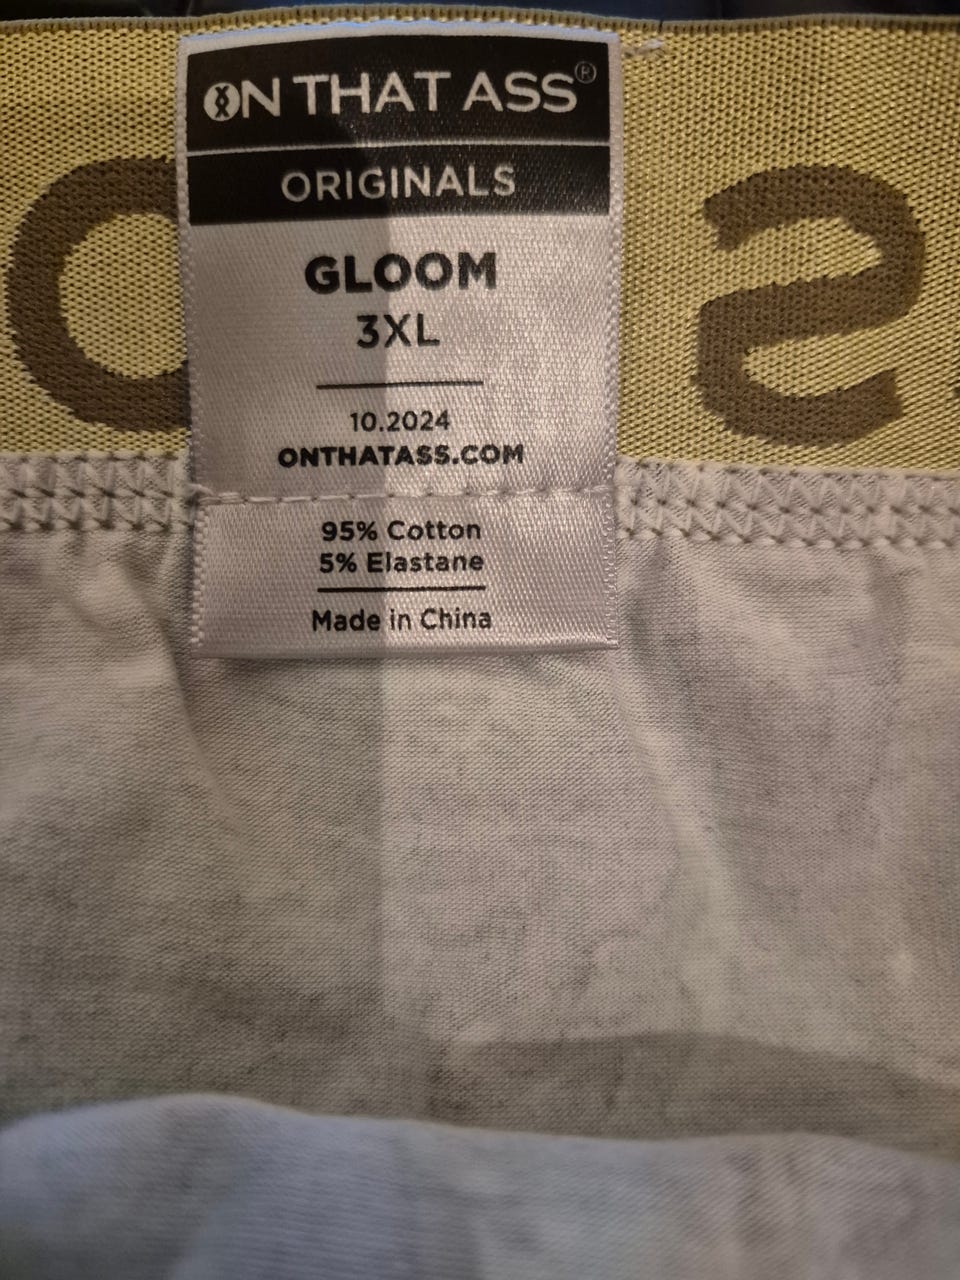 ON THAT ASS®
ORIGINALS
GLOOM
3XL
10.2024
ONTHATASS.COM
95% Cotton
5% Elastane
Made in China